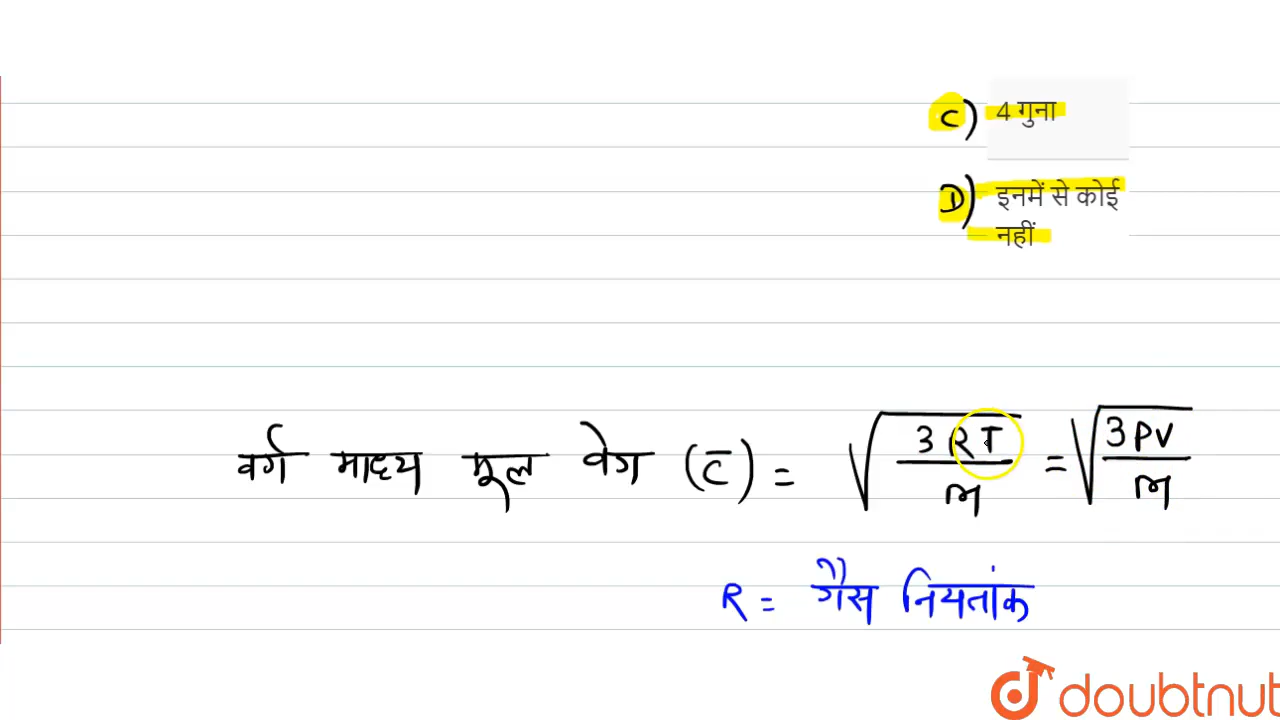 C) 4 गुना
D) इनमें से कोई
नहीं
वर्ग माध्य मूल वेग (c̅) = √(3RT/M) = √(3PV/M)
R = गैस नियतांक
doubtnut